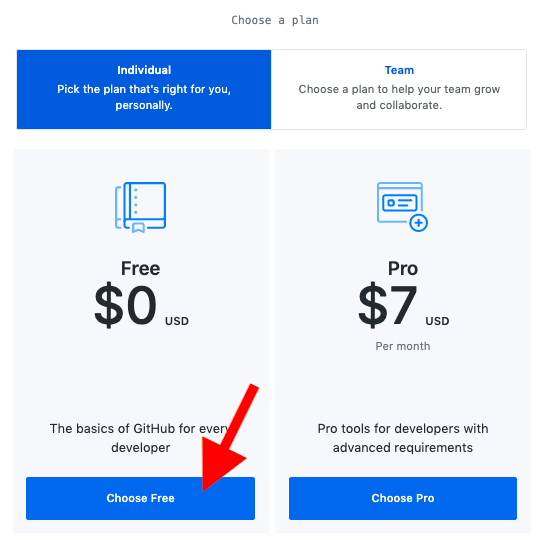 Choose a plan
Individual
Pick the plan that's right for you,
personally.
Team
Choose a plan to help your team grow
and collaborate.
Free
$0 USD
The basics of GitHub for every
developer
Choose Free
Pro
$7 USD
Per month
Pro tools for developers with
advanced requirements
Choose Pro